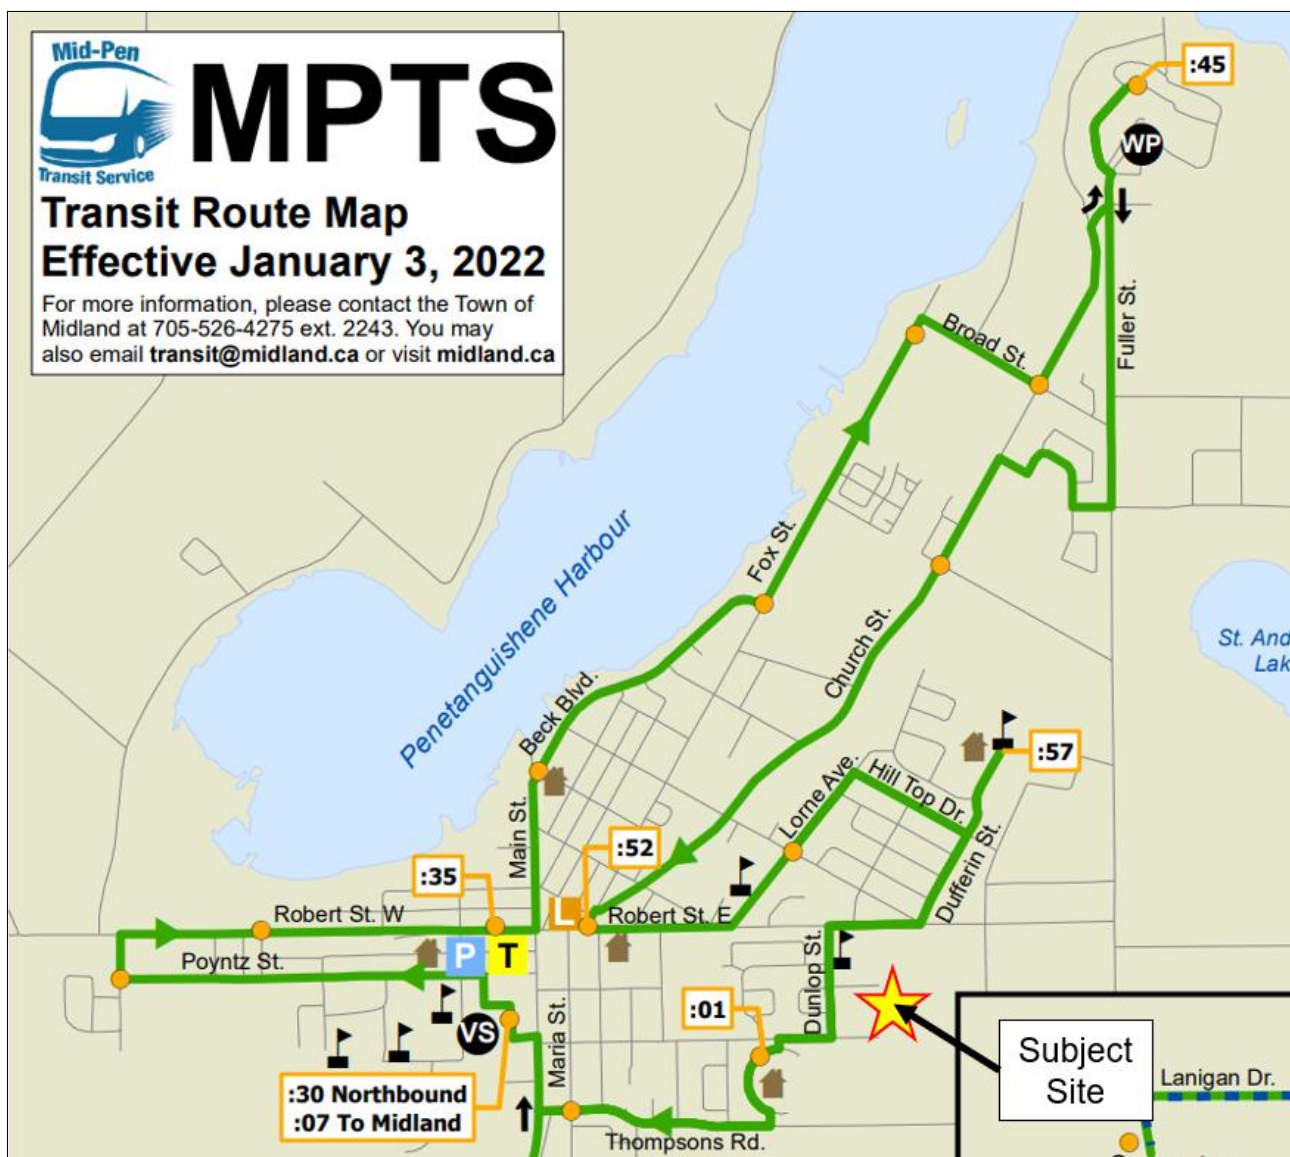 Mid-Pen
Transit Service
MPTS
Transit Route Map
Effective January 3, 2022
For more information, please contact the Town of
Midland at 705-526-4275 ext. 2243. You may
also email transit@midland.ca or visit midland.ca
:45
WP
Fuller St.
Broad St.
Fox St.
Penetanguishene Harbour
Church St.
St. And
Lak
Beck Blvd.
:57
Lorne Ave.
Hill Top Dr.
Main St.
:52
Dufferin St.
:35
L
Robert St. W
Robert St. E
P
T
Poyntz St.
Dunlop St.
:01
VS
Maria St.
Subject
Site
:30 Northbound
:07 To Midland
Lanigan Dr.
Thompsons Rd.